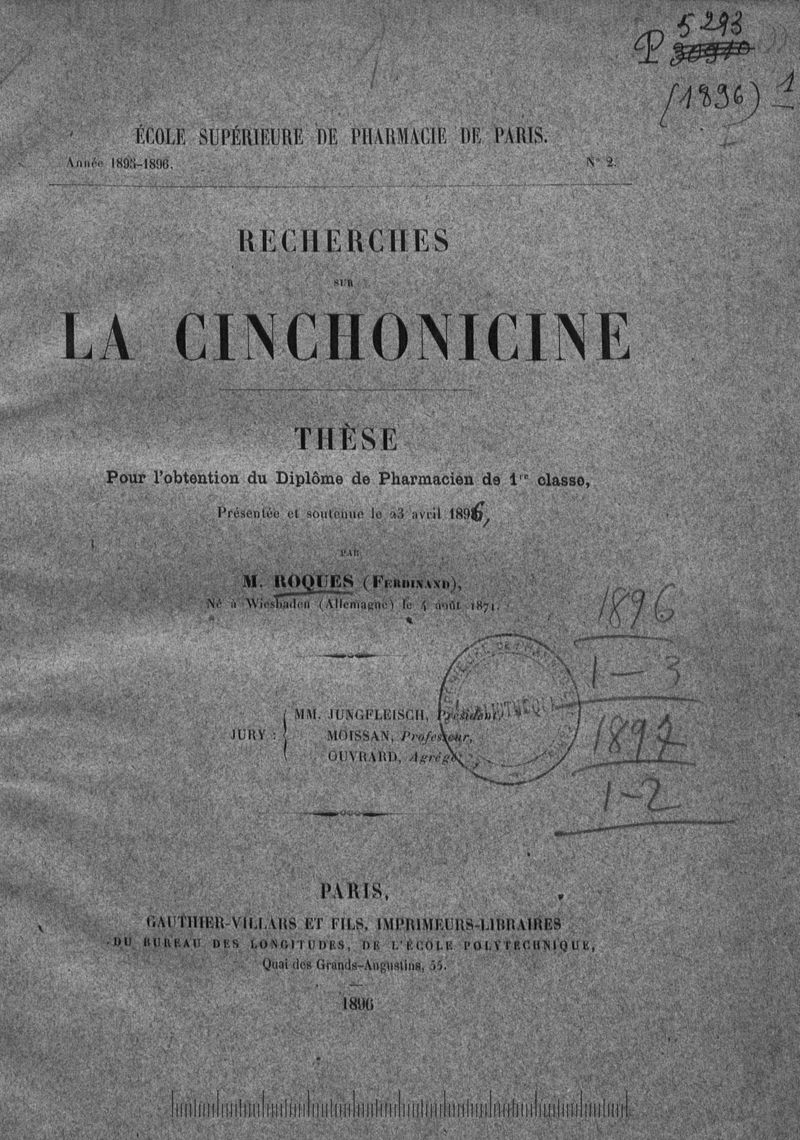 P 5293
(1896) 1
ÉCOLE SUPÉRIEURE DE PHARMACIE DE PARIS.
Année 1895-1896.
N° 2.
RECHERCHES
SUR
LA CINCHONICINE
THÈSE
Pour l'obtention du Diplôme de Pharmacien de 1re classe,
Présentée et soutenue le 23 avril 1896,
PAR
M. ROQUES (FERDINAND),
Né à Wiesbaden (Allemagne) le 4 août 1871.
1896
1-3
1897
1-2
JURY :
MM. JUNGFLEISCH, Président,
MOISSAN, Professeur,
OUVRARD, Agrégé.
PARIS,
GAUTHIER-VILLARS ET FILS, IMPRIMEURS-LIBRAIRES
DU BUREAU DES LONGITUDES, DE L'ÉCOLE POLYTECHNIQUE,
Quai des Grands-Augustins, 55.
1896